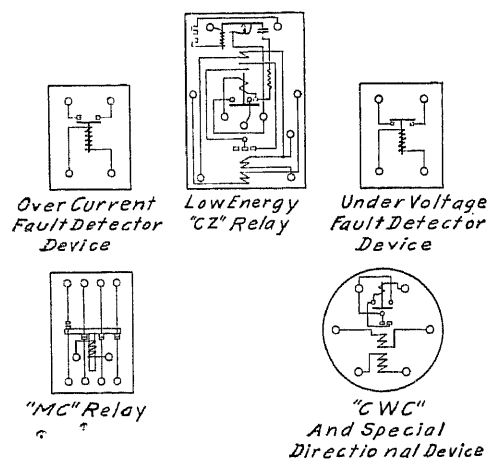 Over Current
Fault Detector
Device
Low Energy
"CZ" Relay
Under Voltage
Fault Detector
Device
"MC" Relay
"CWC"
And Special
Directional Device